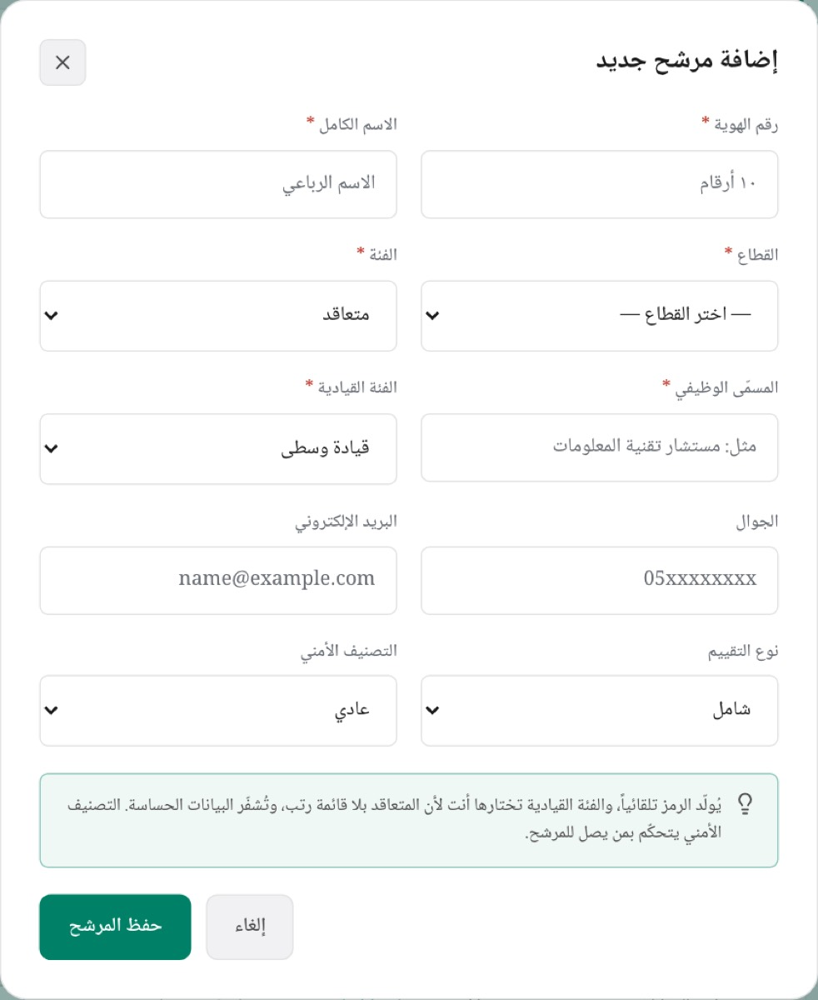 إضافة مرشح جديد
رقم الهوية *
الاسم الكامل *
١٠ أرقام
الاسم الرباعي
القطاع *
الفئة *
— اختر القطاع —
متعاقد
المسمّى الوظيفي *
الفئة القيادية *
مثل: مستشار تقنية المعلومات
قيادة وسطى
الجوال
البريد الإلكتروني
05xxxxxxxx
name@example.com
نوع التقييم
التصنيف الأمني
شامل
عادي
يُولّد الرمز تلقائياً، والفئة القيادية تختارها أنت لأن المتعاقد بلا قائمة رتب، وتُشفّر البيانات الحساسة. التصنيف
الأمني يتحكّم بمن يصل للمرشح.
إلغاء
حفظ المرشح